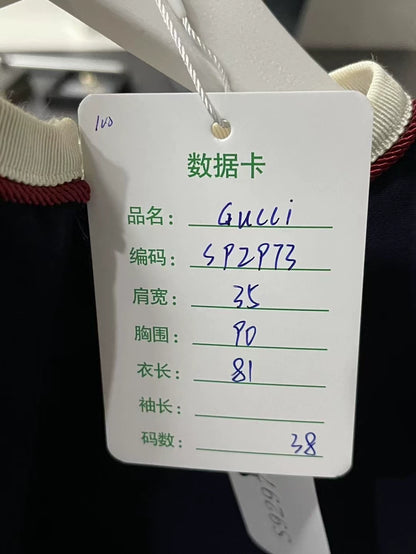 100
数据卡
品名: Gucci
编码: SP2P73
肩宽: 35
胸围: 90
衣长: 81
袖长:
码数: 38